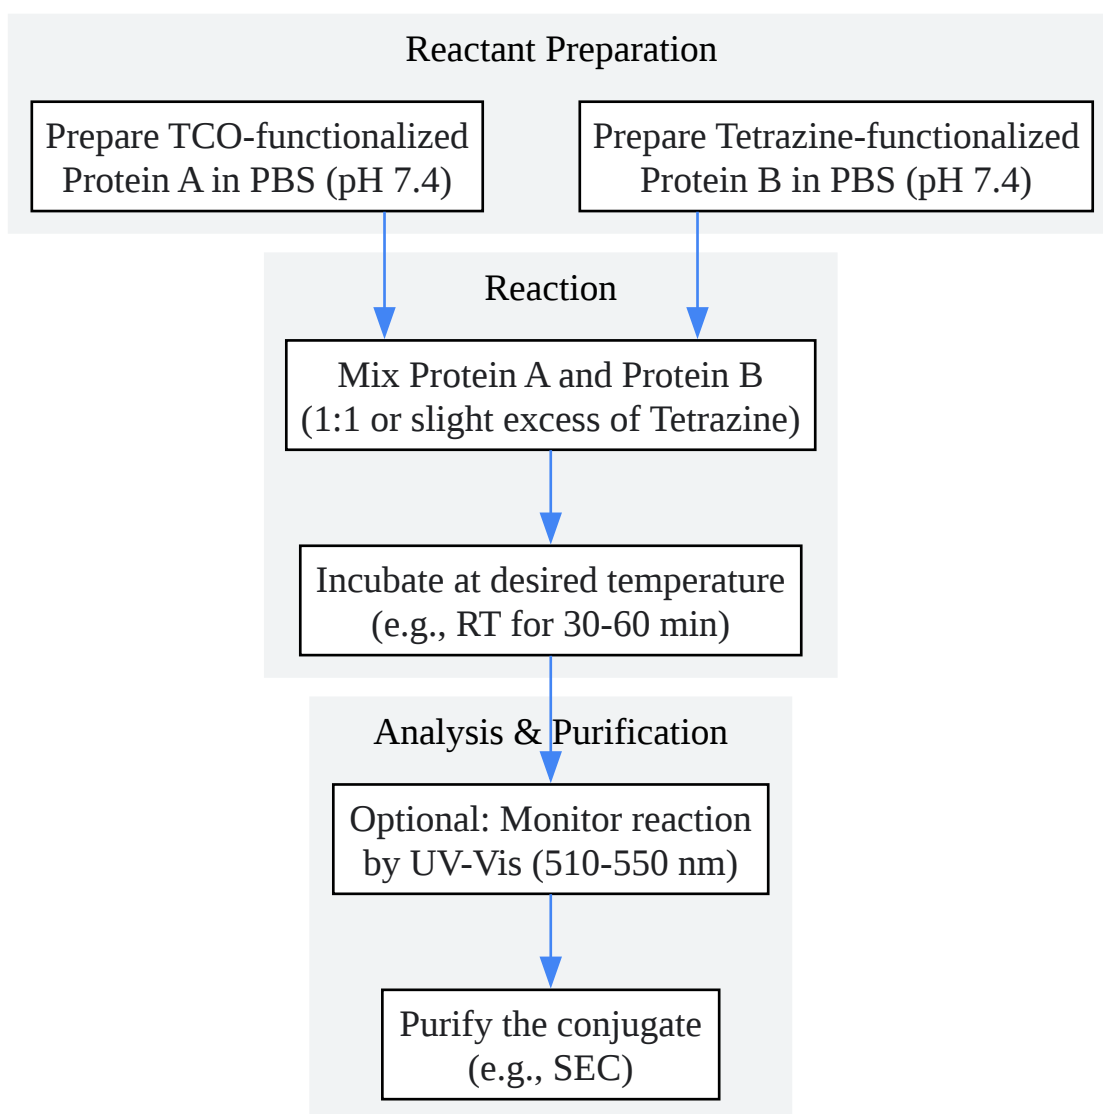 Reactant Preparation
Prepare TCO-functionalized
Protein A in PBS (pH 7.4)
Prepare Tetrazine-functionalized
Protein B in PBS (pH 7.4)
Reaction
Mix Protein A and Protein B
(1:1 or slight excess of Tetrazine)
Incubate at desired temperature
(e.g., RT for 30-60 min)
Analysis & Purification
Optional: Monitor reaction
by UV-Vis (510-550 nm)
Purify the conjugate
(e.g., SEC)